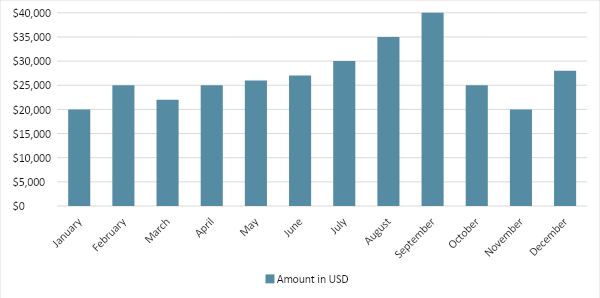 $40,000
$35,000
$30,000
$25,000
$20,000
$15,000
$10,000
$5,000
$0
January
February
March
April
May
June
July
August
September
October
November
December
Amount in USD